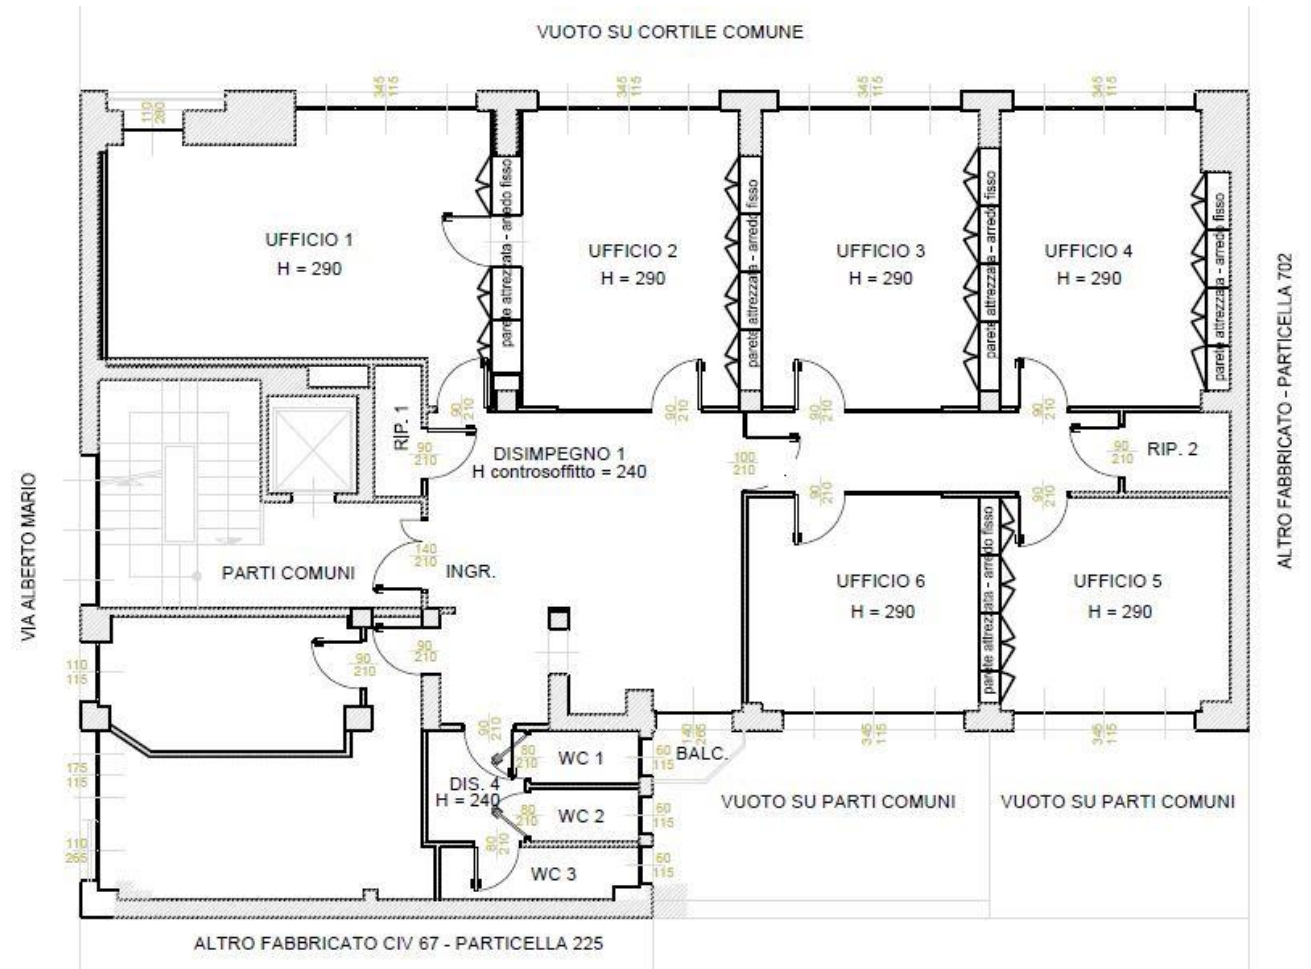 VUOTO SU CORTILE COMUNE
345
115
345
115
345
115
345
115
110
280
UFFICIO 1
H = 290
parete attrezzata - arredo fisso
UFFICIO 2
H = 290
parete attrezzata - arredo fisso
UFFICIO 3
H = 290
parete attrezzata - arredo fisso
UFFICIO 4
H = 290
parete attrezzata - arredo fisso
ALTRO FABBRICATO - PARTICELLA 702
VIA ALBERTO MARIO
RIP. 1
90
210
90
210
90
210
90
210
90
210
DISIMPEGNO 1
H controsoffitto = 240
100
210
90
210
RIP. 2
90
210
90
210
PARTI COMUNI
140
210
INGR.
UFFICIO 6
H = 290
parete attrezzata - arredo fisso
UFFICIO 5
H = 290
110
115
90
210
90
210
90
210
140
265
345
115
345
115
BALC.
175
115
DIS. 4
H = 240
80
210
WC 1
60
115
80
210
WC 2
60
115
VUOTO SU PARTI COMUNI
VUOTO SU PARTI COMUNI
110
265
80
210
WC 3
60
115
ALTRO FABBRICATO CIV 67 - PARTICELLA 225